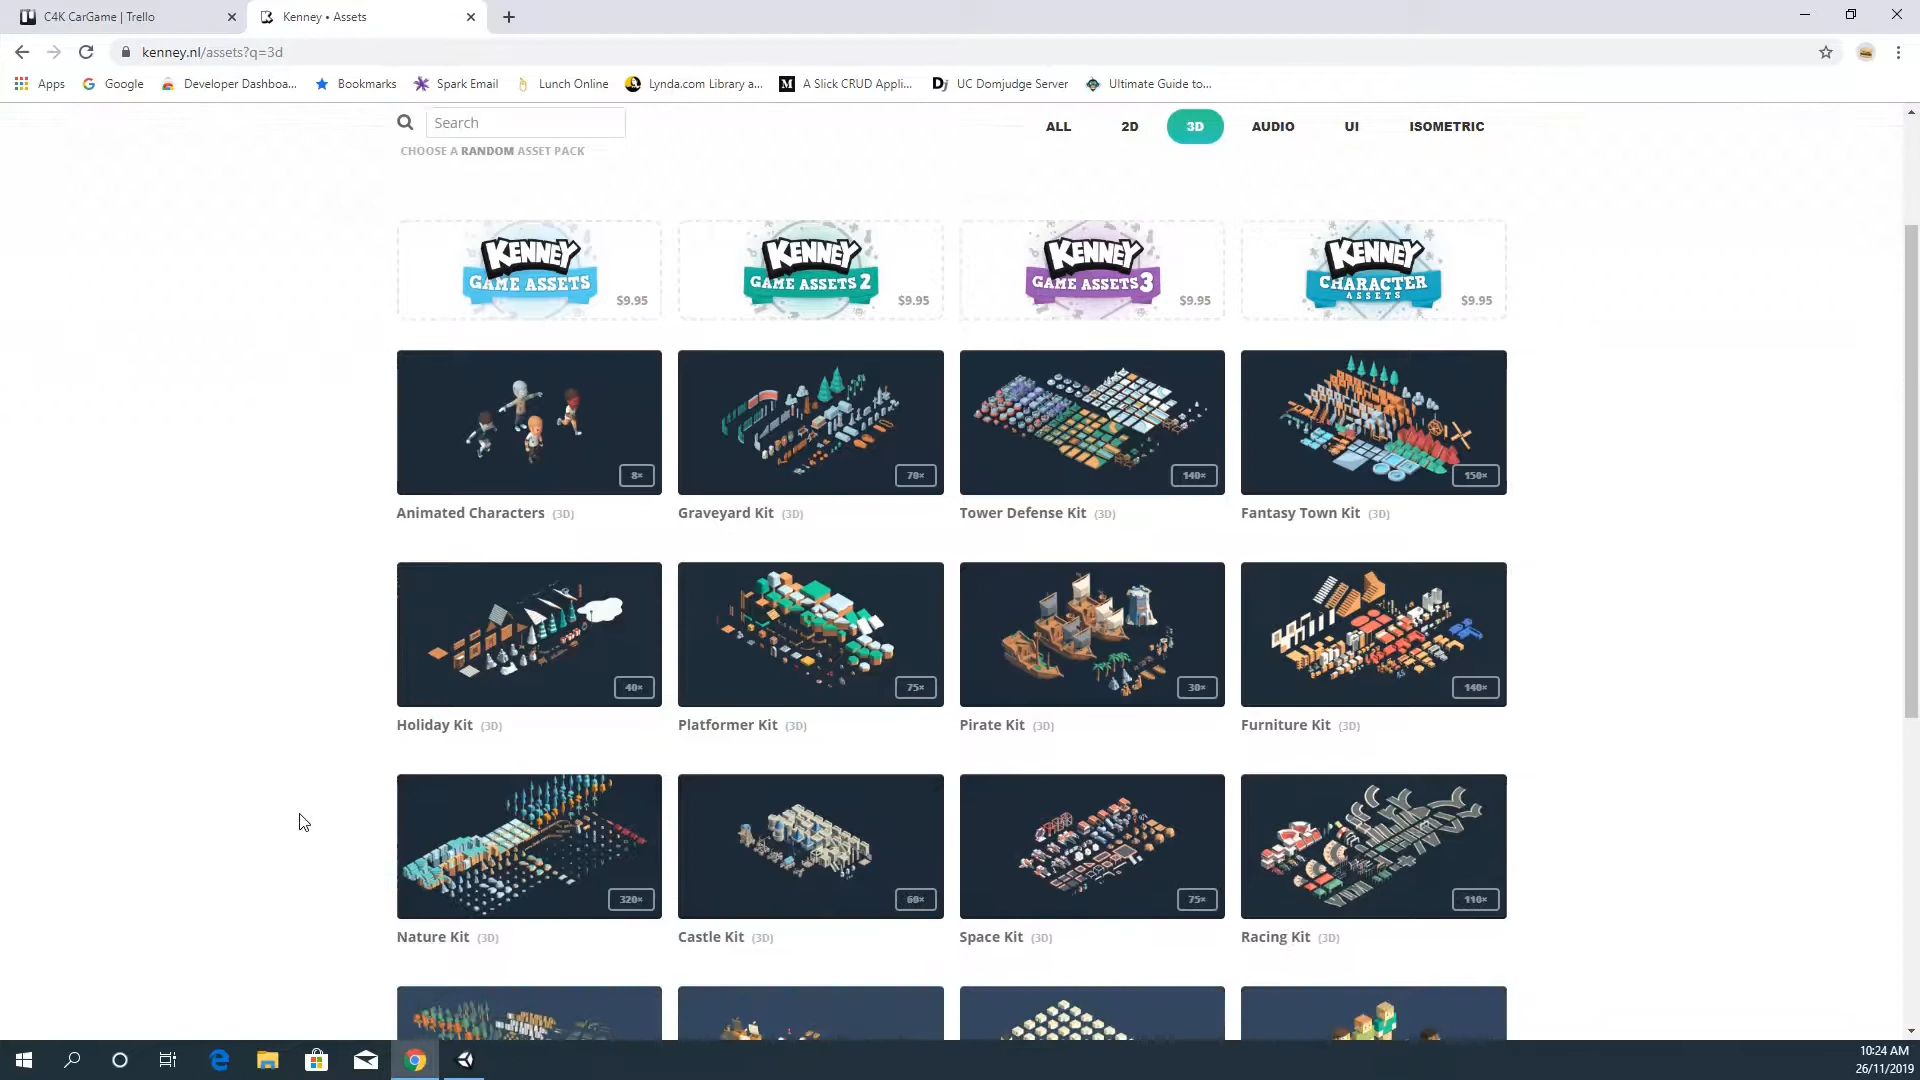 C4K CarGame | Trello
Kenney • Assets
kenney.nl/assets?q=3d
Apps
Google
Developer Dashboa...
Bookmarks
Spark Email
Lunch Online
Lynda.com Library a...
M
A Slick CRUD Appli...
Dj
UC Domjudge Server
Ultimate Guide to...
Search
CHOOSE A RANDOM ASSET PACK
ALL
2D
3D
AUDIO
UI
ISOMETRIC
KENNEY
GAME ASSETS
$9.95
KENNEY
GAME ASSETS 2
$9.95
KENNEY
GAME ASSETS 3
$9.95
KENNEY
CHARACTER
ASSETS
$9.95
8×
70×
140×
150×
Animated Characters (3D)
Graveyard Kit (3D)
Tower Defense Kit (3D)
Fantasy Town Kit (3D)
40×
75×
30×
140×
Holiday Kit (3D)
Platformer Kit (3D)
Pirate Kit (3D)
Furniture Kit (3D)
320×
60×
75×
110×
Nature Kit (3D)
Castle Kit (3D)
Space Kit (3D)
Racing Kit (3D)
10:24 AM
26/11/2019